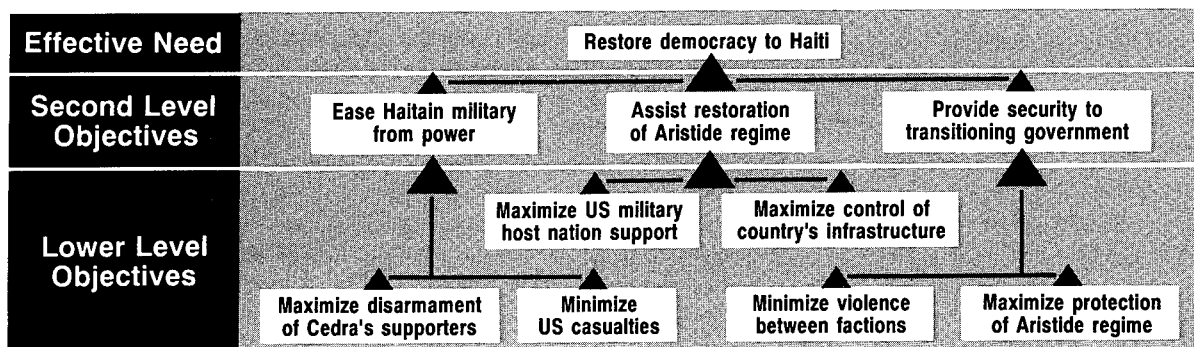 Effective Need
Restore democracy to Haiti
Second Level
Objectives
Ease Haitain military
from power
Assist restoration
of Aristide regime
Provide security to
transitioning government
Lower Level
Objectives
Maximize US military
host nation support
Maximize control of
country's infrastructure
Maximize disarmament
of Cedra's supporters
Minimize
US casualties
Minimize violence
between factions
Maximize protection
of Aristide regime